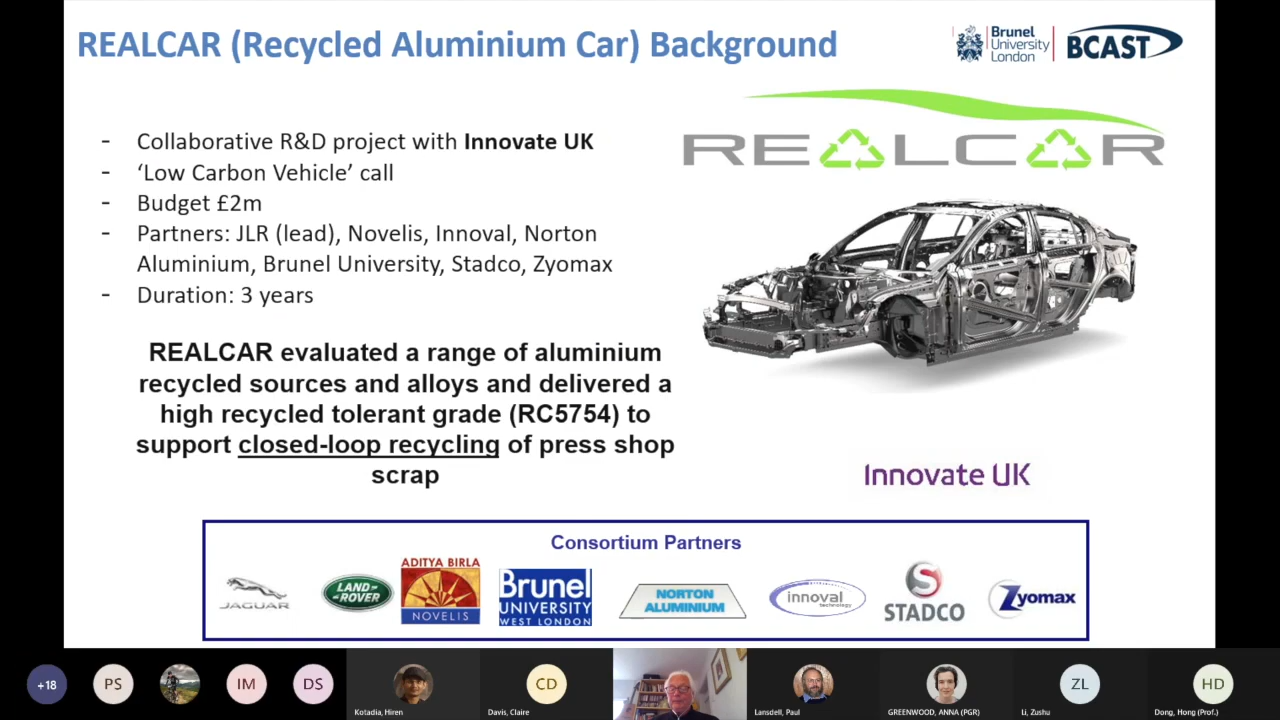 REALCAR (Recycled Aluminium Car) Background
Brunel
University
London
BCAST
REALCAR
- Collaborative R&D project with Innovate UK
- ‘Low Carbon Vehicle’ call
- Budget £2m
- Partners: JLR (lead), Novelis, Innoval, Norton
Aluminium, Brunel University, Stadco, Zyomax
- Duration: 3 years
REALCAR evaluated a range of aluminium
recycled sources and alloys and delivered a
high recycled tolerant grade (RC5754) to
support closed-loop recycling of press shop
scrap
Innovate UK
Consortium Partners
JAGUAR
LAND-
ROVER
ADITYA BIRLA
NOVELIS
Brunel
UNIVERSITY
WEST LONDON
NORTON
ALUMINIUM
innoval
technology
S
STADCO
Zyomax
+18
PS
IM
DS
Kotadia, Hiren
CD
Davis, Claire
Lansdell, Paul
GREENWOOD, ANNA (PGR)
ZL
Li, Zushu
HD
Dong, Hong (Prof.)